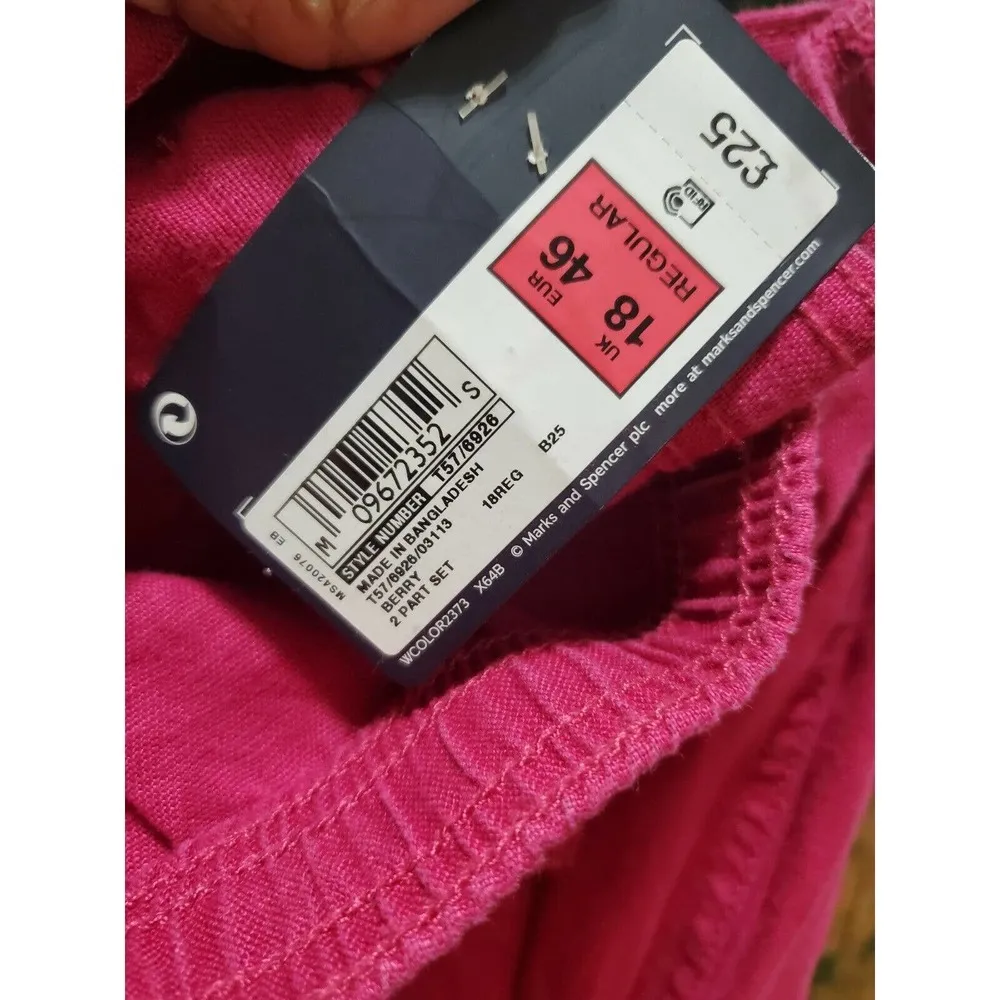 £25
RFID
UK
18
EUR
46
REGULAR
M 09672352 S
STYLE NUMBER T57/6926
MADE IN BANGLADESH
T57/6926/03113 18REG B25
BERRY
2 PART SET
MS420076 EB
WCOLOR2373 X64B © Marks and Spencer plc more at marksandspencer.com